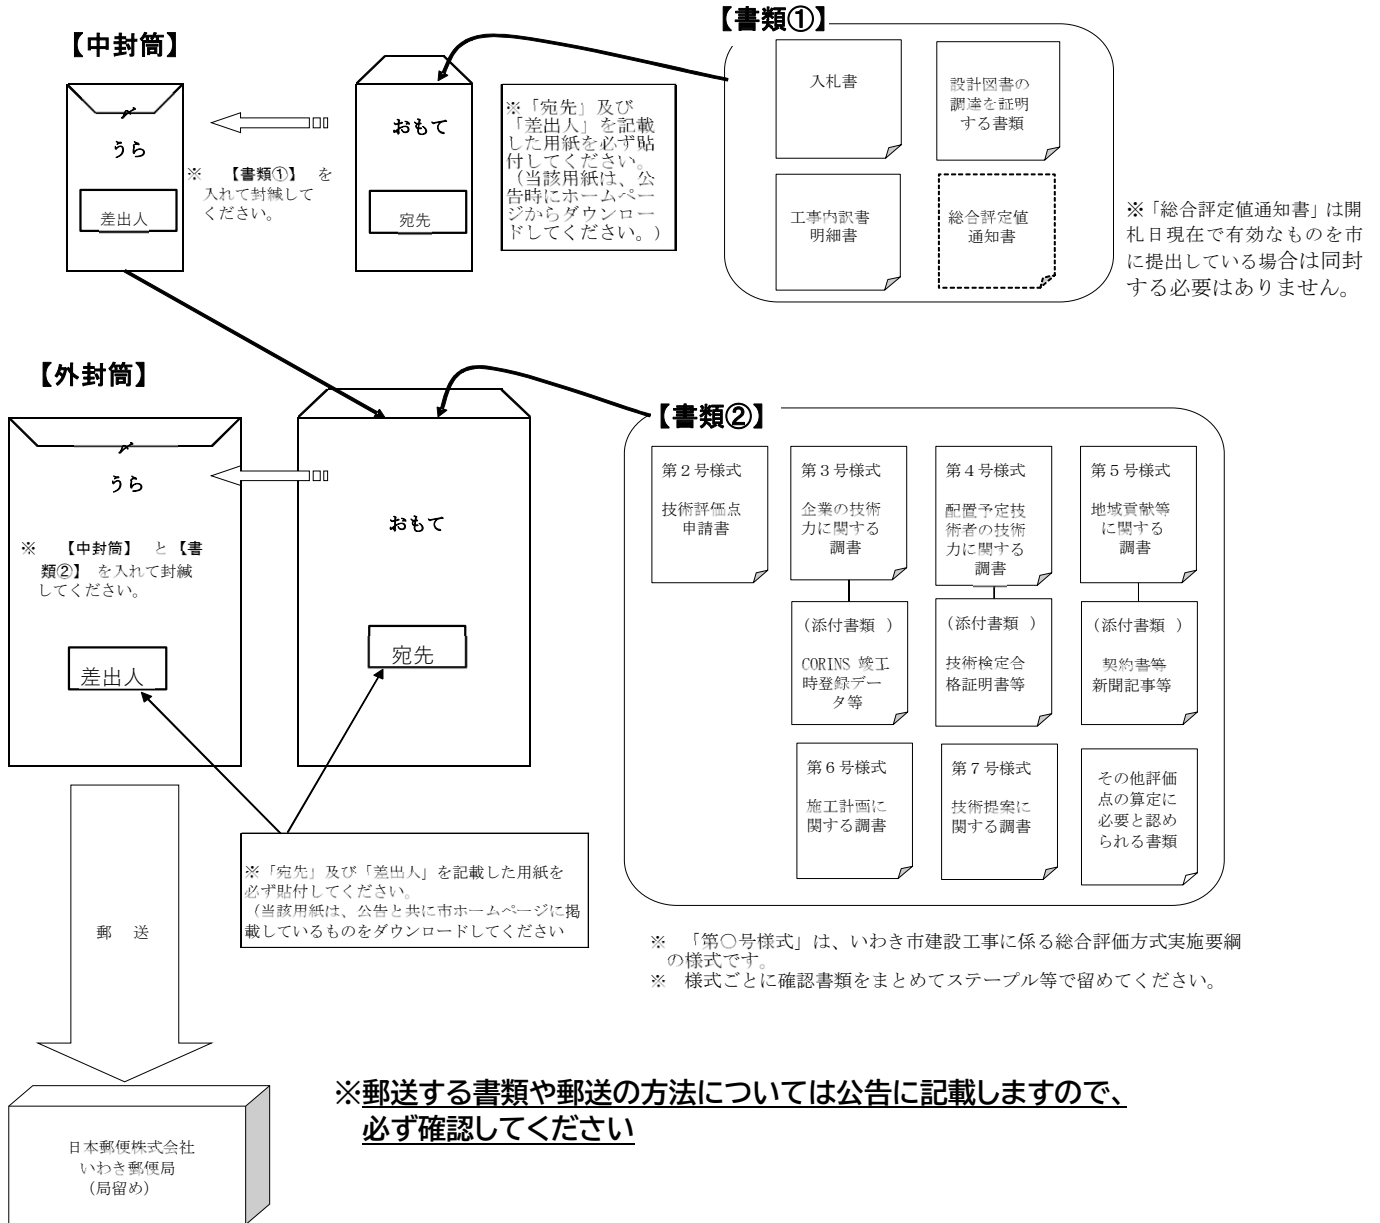 【中封筒】
うら
※　【書類①】　を
入れて封緘して
ください。
差出人
おもて
宛先
※「宛先」及び
「差出人」を記載
した用紙を必ず貼
付してください。
（当該用紙は、公
告時にホームペー
ジからダウンロー
ドしてください。）
【書類①】
入札書
設計図書の
調達を証明
する書類
工事内訳書
明細書
総合評定値
通知書
※「総合評定値通知書」は開
札日現在で有効なものを市
に提出している場合は同封
する必要はありません。
【外封筒】
うら
※　【中封筒】　と【書
類②】　を入れて封緘
してください。
差出人
おもて
宛先
※「宛先」及び「差出人」を記載した用紙を
必ず貼付してください。
（当該用紙は、公告と共に市ホームページに掲
載しているものをダウンロードしてください
【書類②】
第２号様式
技術評価点
申請書
第３号様式
企業の技術
力に関する
調書
第４号様式
配置予定技
術者の技術
力に関する
調書
第５号様式
地域貢献等
に関する
調書
（添付書類　）
CORINS 竣工
時登録デー
タ等
（添付書類　）
技術検定合
格証明書等
（添付書類　）
契約書等
新聞記事等
第６号様式
施工計画に
関する調書
第７号様式
技術提案に
関する調書
その他評価
点の算定に
必要と認め
られる書類
※　「第〇号様式」は、いわき市建設工事に係る総合評価方式実施要綱
の様式です。
※　様式ごとに確認書類をまとめてステープル等で留めてください。
郵　送
日本郵便株式会社
いわき郵便局
（局留め）
※郵送する書類や郵送の方法については公告に記載しますので、
必ず確認してください